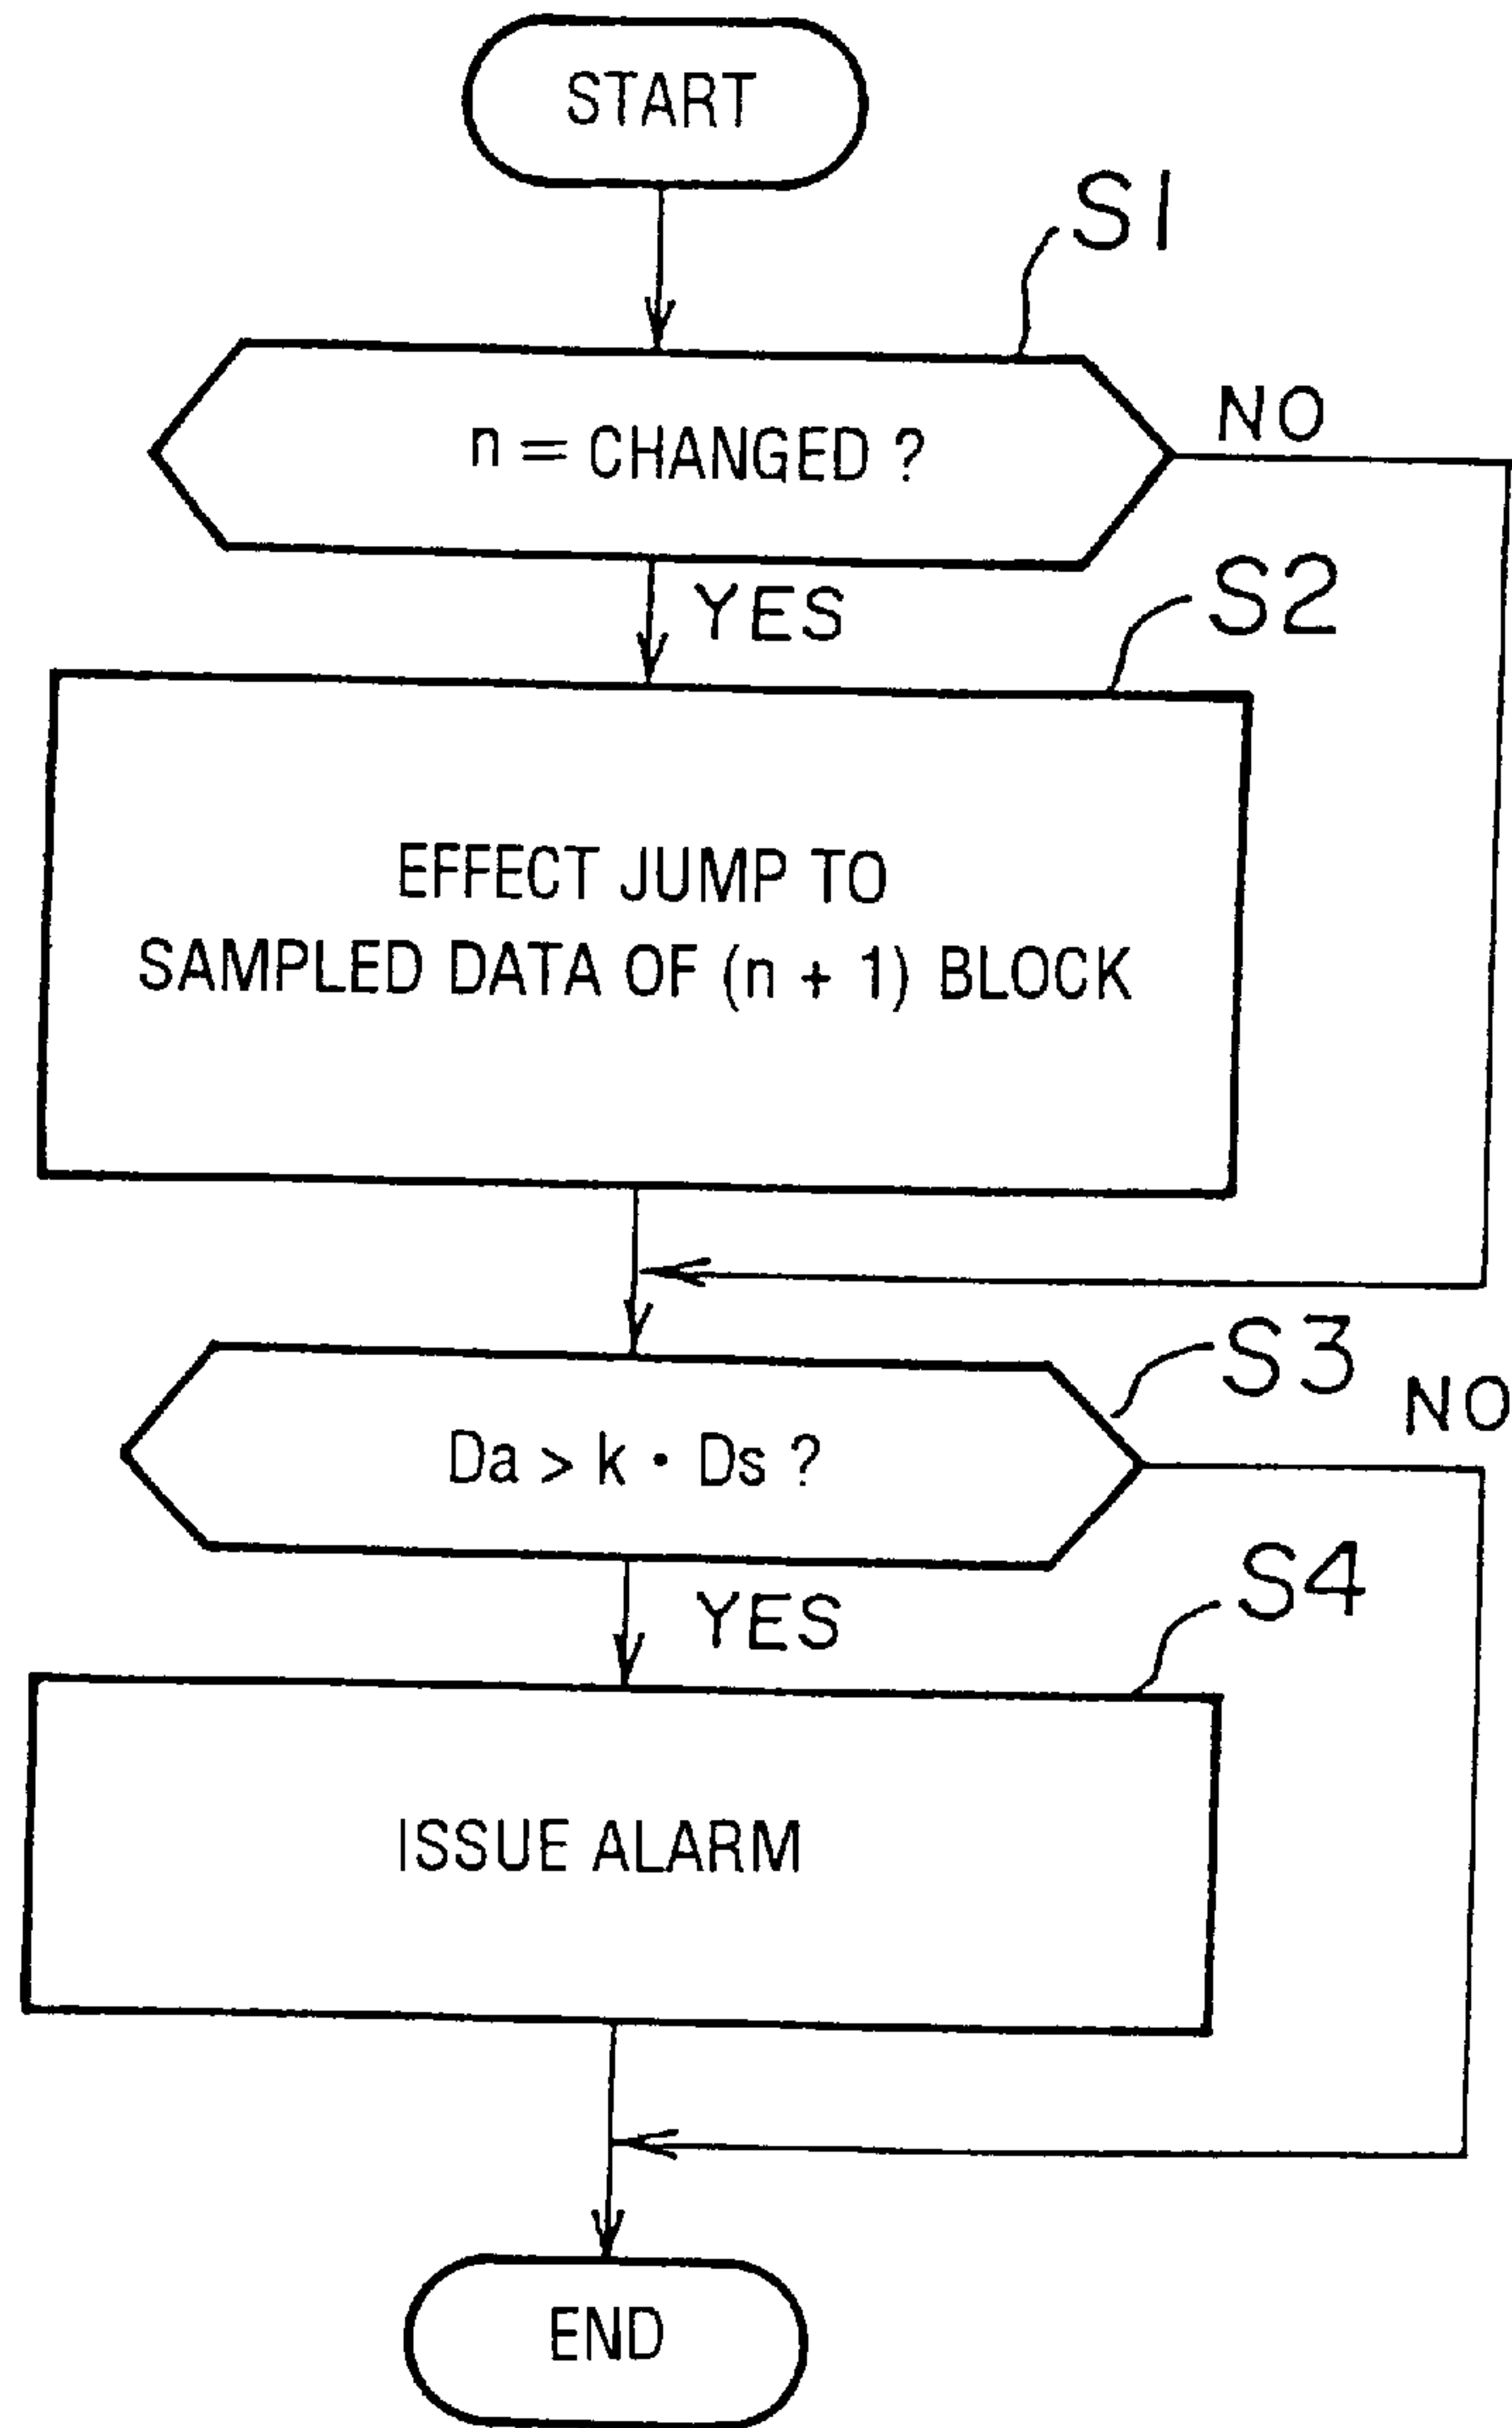 START
S1
n = CHANGED ?
NO
YES
S2
EFFECT JUMP TO
SAMPLED DATA OF (n + 1) BLOCK
S3
NO
Da > k · Ds ?
YES
S4
ISSUE ALARM
END